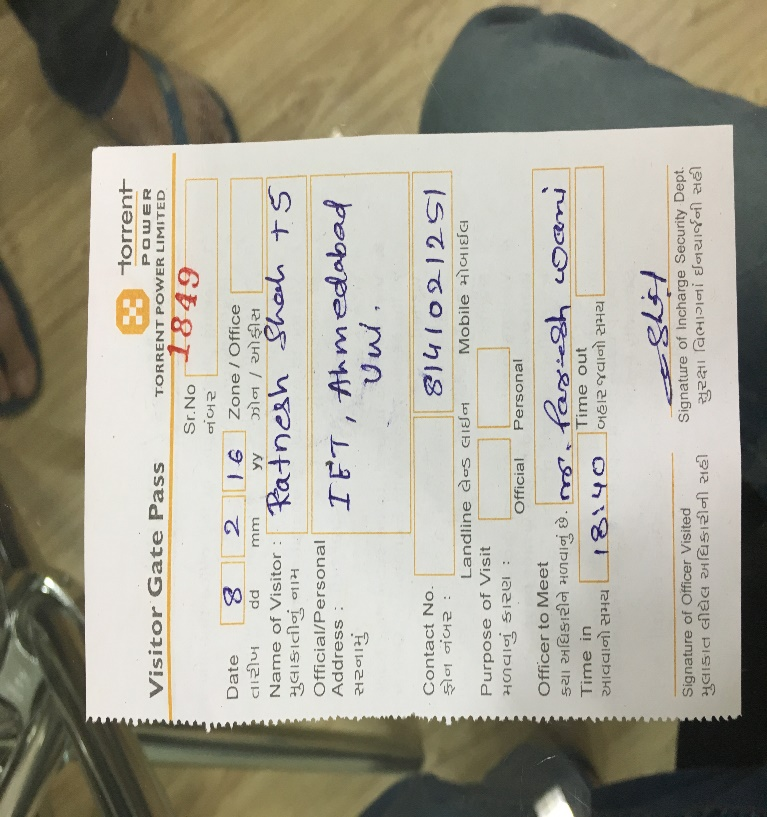 torrent
POWER
Visitor Gate Pass TORRENT POWER LIMITED
Sr.No 1849
નંબર
Date 8 2 16 Zone / Office
તારીખ dd mm yy ઝોન / ઓફીસ
Name of Visitor : Ratnesh Shah +5
મુલાકાતીનું નામ
Official/Personal
Address : IET, Ahmedabad
સરનામું Uni.
Contact No. 8141021251
ફોન નંબર : Landline લેન્ડ લાઈન Mobile મોબાઈલ
Purpose of Visit
મળવાનું કારણ : Official Personal
Officer to Meet
કયા અધિકારીને મળવાનું છે. Mr. Paresh Wani
Time in 18:40 Time out
આવવાનો સમય બહાર જવાનો સમય
Signature of Officer Visited Signature of Incharge Security Dept.
મુલાકાત લીધેલ અધિકારીની સહી સુરક્ષા વિભાગનાં ઈનચાર્જની સહી